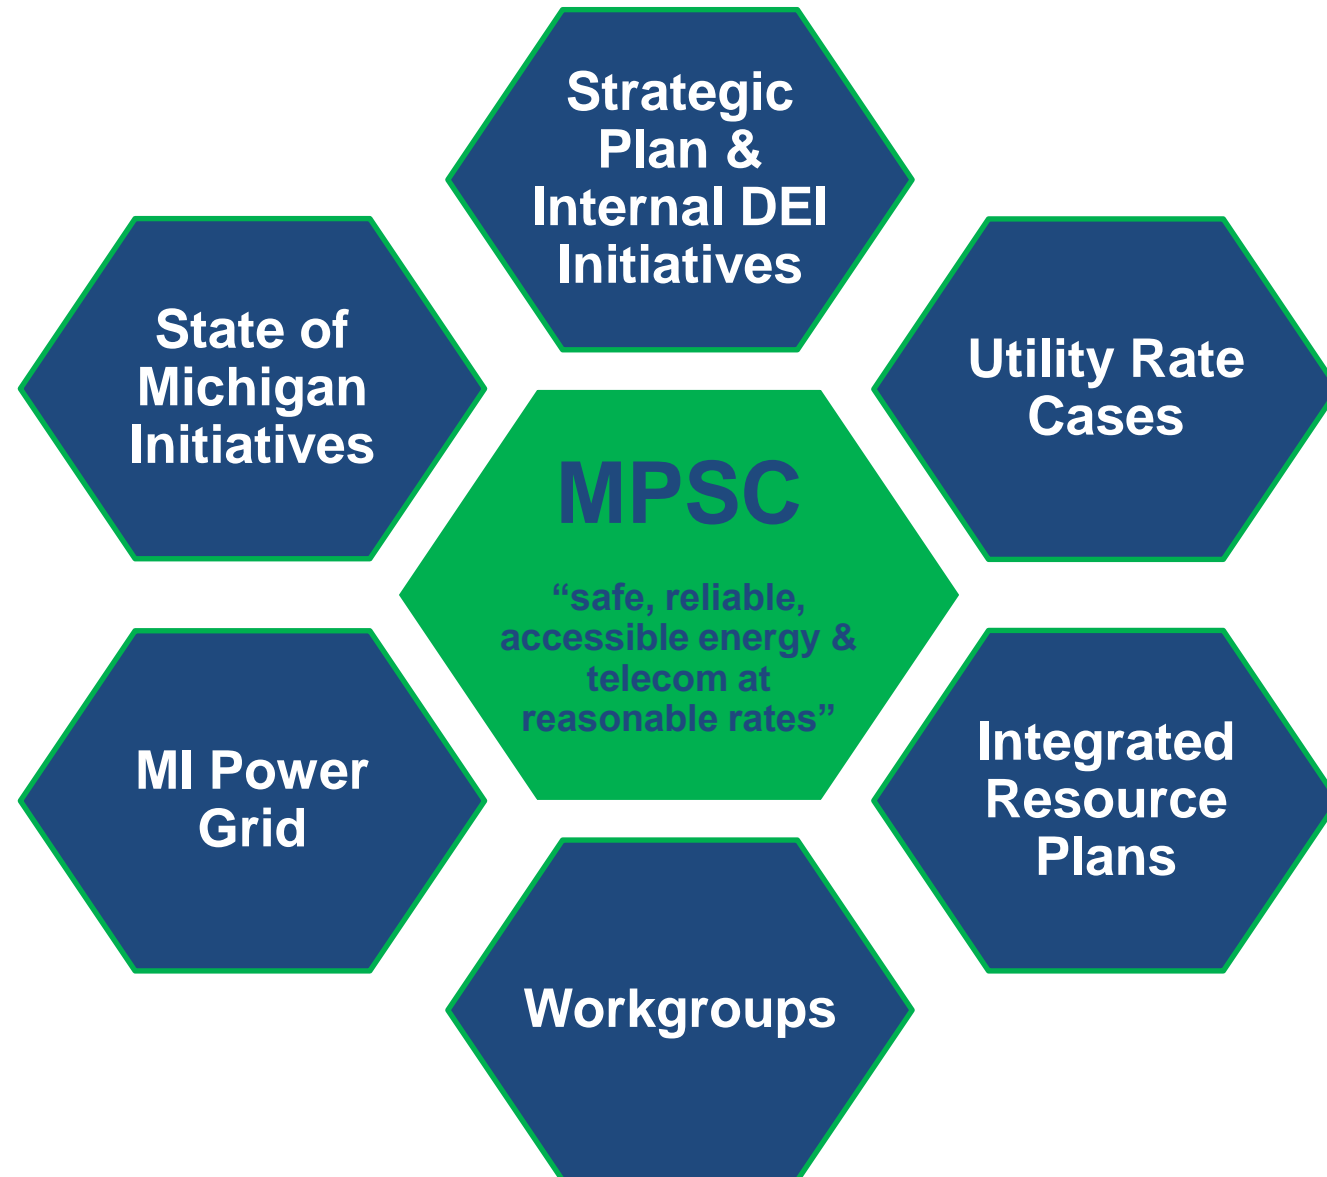 Strategic
Plan &
Internal DEI
Initiatives
State of
Michigan
Initiatives
Utility Rate
Cases
MPSC
“safe, reliable,
accessible energy &
telecom at
reasonable rates”
MI Power
Grid
Integrated
Resource
Plans
Workgroups